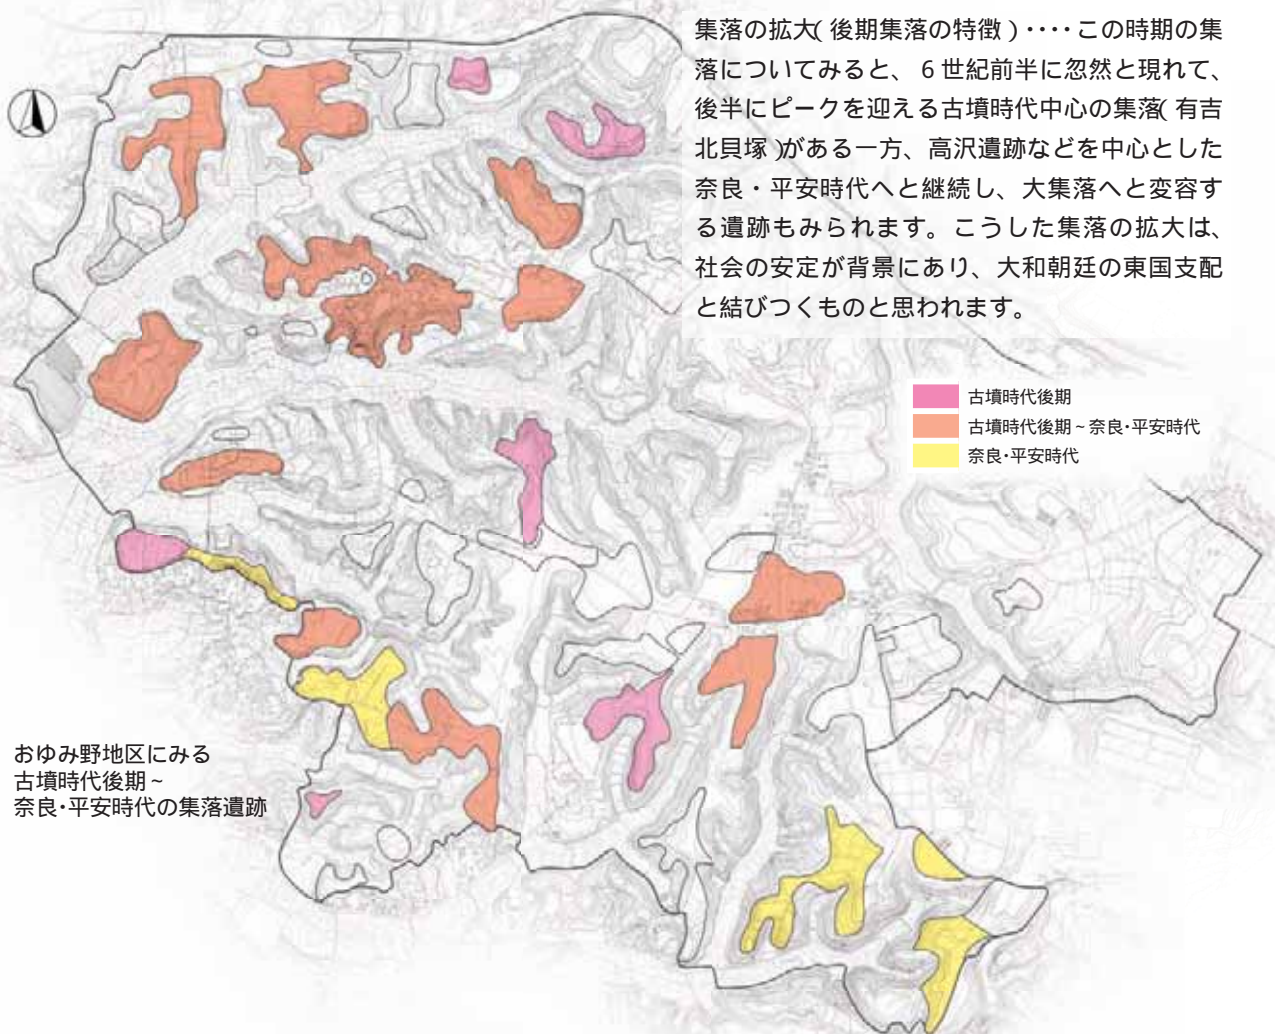 集落の拡大(後期集落の特徴)‥‥この時期の集
落についてみると、6世紀前半に忽然と現れて、
後半にピークを迎える古墳時代中心の集落(有吉
北貝塚)がある一方、高沢遺跡などを中心とした
奈良・平安時代へと継続し、大集落へと変容す
る遺跡もみられます。こうした集落の拡大は、
社会の安定が背景にあり、大和朝廷の東国支配
と結びつくものと思われます。
古墳時代後期
古墳時代後期~奈良・平安時代
奈良・平安時代
おゆみ野地区にみる
古墳時代後期~
奈良・平安時代の集落遺跡